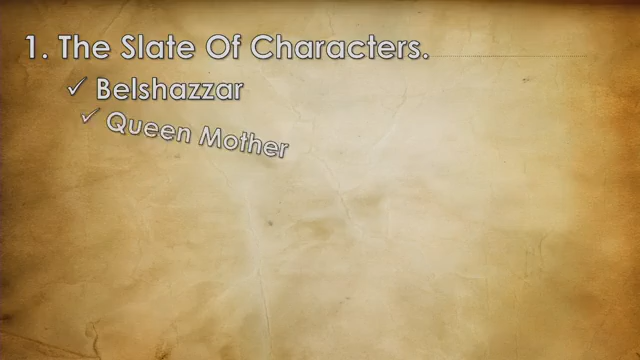 1. The Slate Of Characters.
✓ Belshazzar
✓ Queen Mother